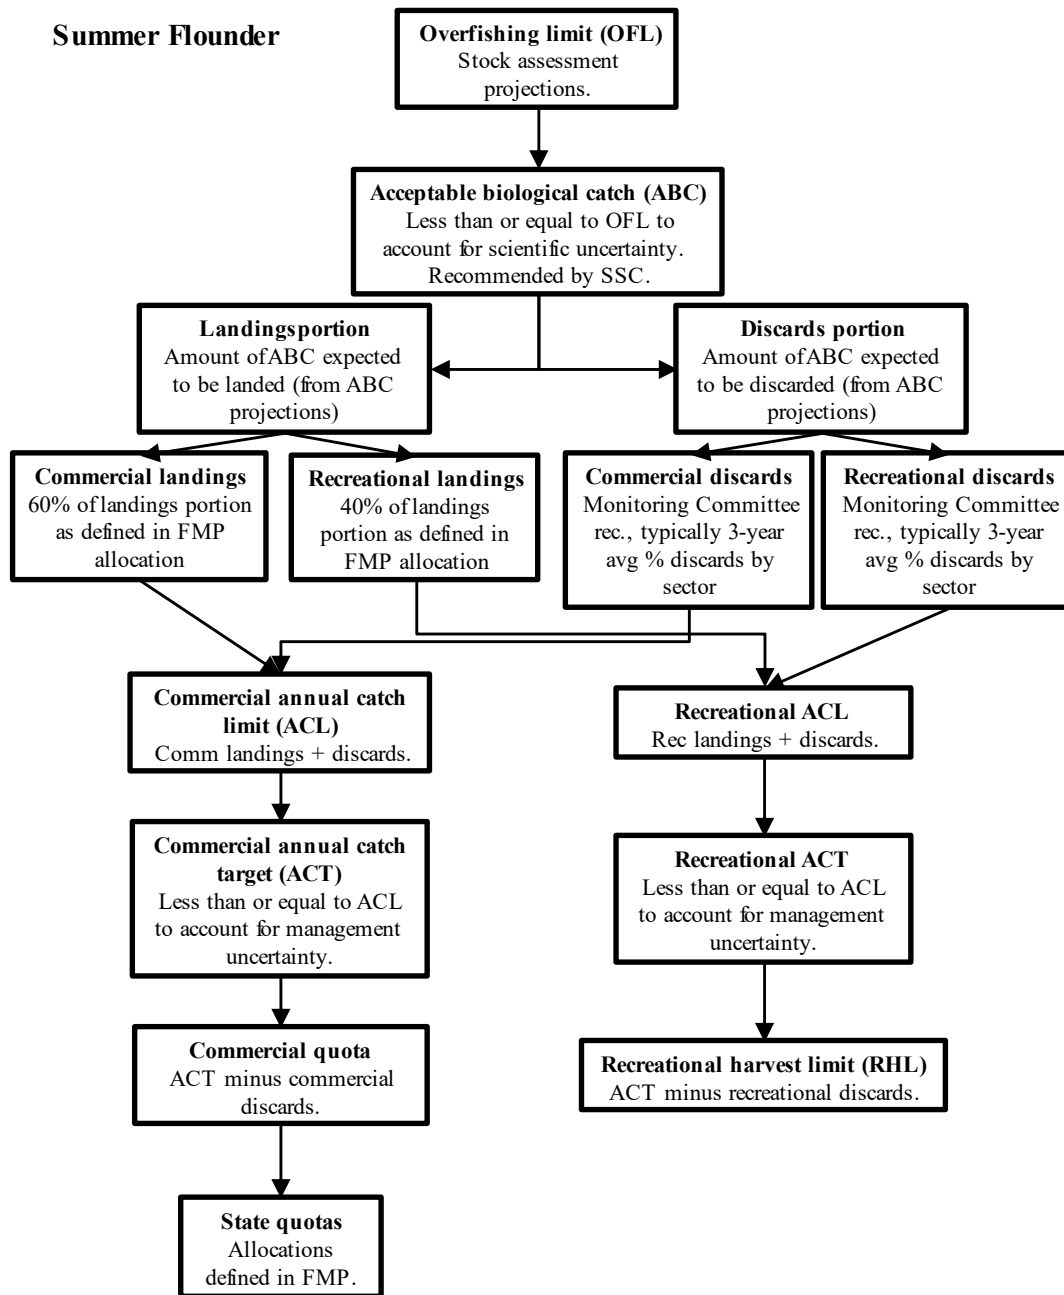 Summer Flounder
Overfishing limit (OFL)
Stock assessment
projections.
Acceptable biological catch (ABC)
Less than or equal to OFL to
account for scientific uncertainty.
Recommended by SSC.
Landingsportion
Amount of ABC expected
to be landed (from ABC
projections)
Discards portion
Amount of ABC expected
to be discarded (from ABC
projections)
Commercial landings
60% of landings portion
as defined in FMP
allocation
Recreational landings
40% of landings
portion as defined in
FMP allocation
Commercial discards
Monitoring Committee
rec., typically 3-year
avg % discards by
sector
Recreational discards
Monitoring Committee
rec., typically 3-year
avg % discards by
sector
Commercial annual catch
limit (ACL)
Comm landings + discards.
Recreational ACL
Rec landings + discards.
Commercial annual catch
target (ACT)
Less than or equal to ACL
to account for management
uncertainty.
Recreational ACT
Less than or equal to ACL
to account for management
uncertainty.
Commercial quota
ACT minus commercial
discards.
Recreational harvest limit (RHL)
ACT minus recreational discards.
State quotas
Allocations
defined in FMP.